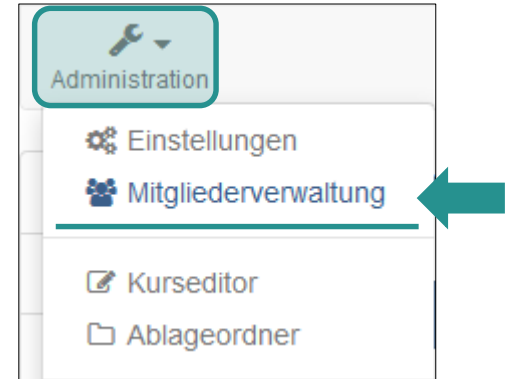 Administration
Einstellungen
Mitgliederverwaltung
Kurseditor
Ablageordner